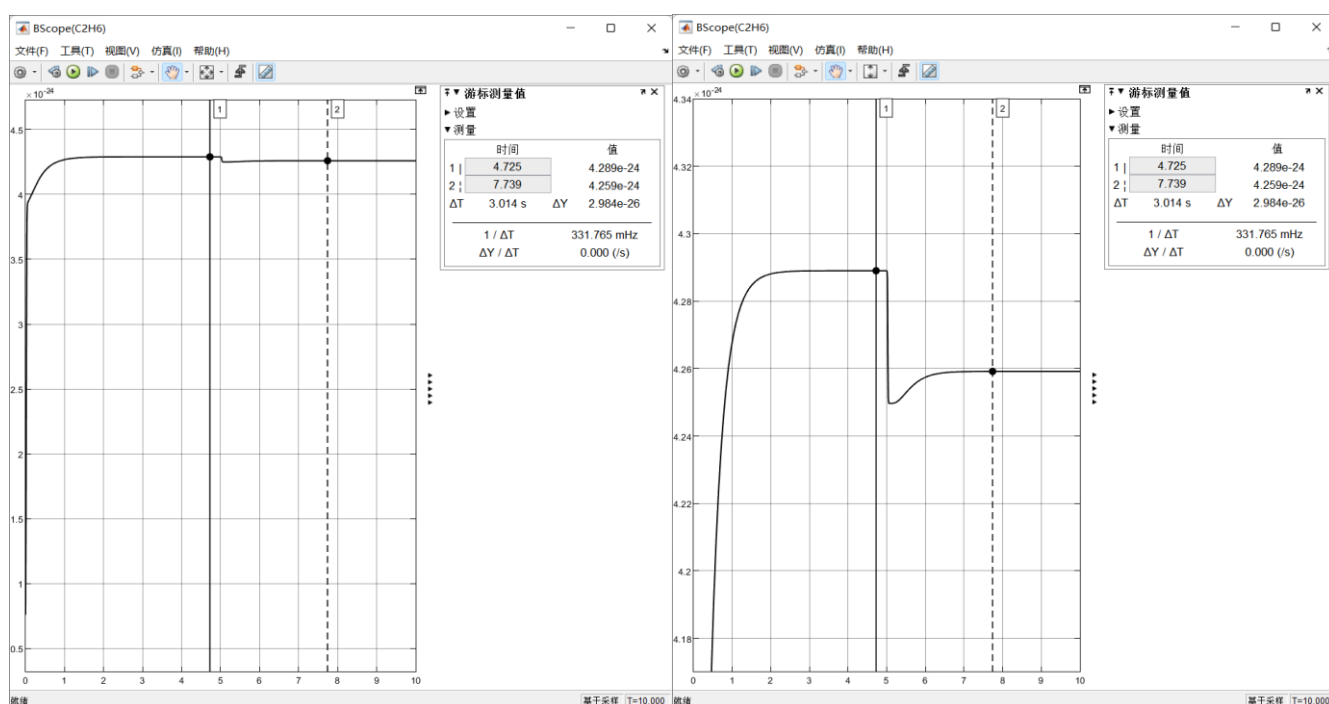 BScope(C2H6)
文件(F) 工具(T) 视图(V) 仿真(I) 帮助(H)
×10⁻²⁴
4.5
4
3.5
3
2.5
2
1.5
1
0.5
0 1 2 3 4 5 6 7 8 9 10
1
2
游标测量值
设置
测量
时间 值
1 4.725 4.289e-24
2 7.739 4.259e-24
ΔT 3.014 s ΔY 2.984e-26
1 / ΔT 331.765 mHz
ΔY / ΔT 0.000 (/s)
就绪
基于采样 T=10.000
BScope(C2H6)
文件(F) 工具(T) 视图(V) 仿真(I) 帮助(H)
×10⁻²⁴
4.34
4.32
4.3
4.28
4.26
4.24
4.22
4.2
4.18
0 1 2 3 4 5 6 7 8 9 10
1
2
游标测量值
设置
测量
时间 值
1 4.725 4.289e-24
2 7.739 4.259e-24
ΔT 3.014 s ΔY 2.984e-26
1 / ΔT 331.765 mHz
ΔY / ΔT 0.000 (/s)
就绪
基于采样 T=10.000